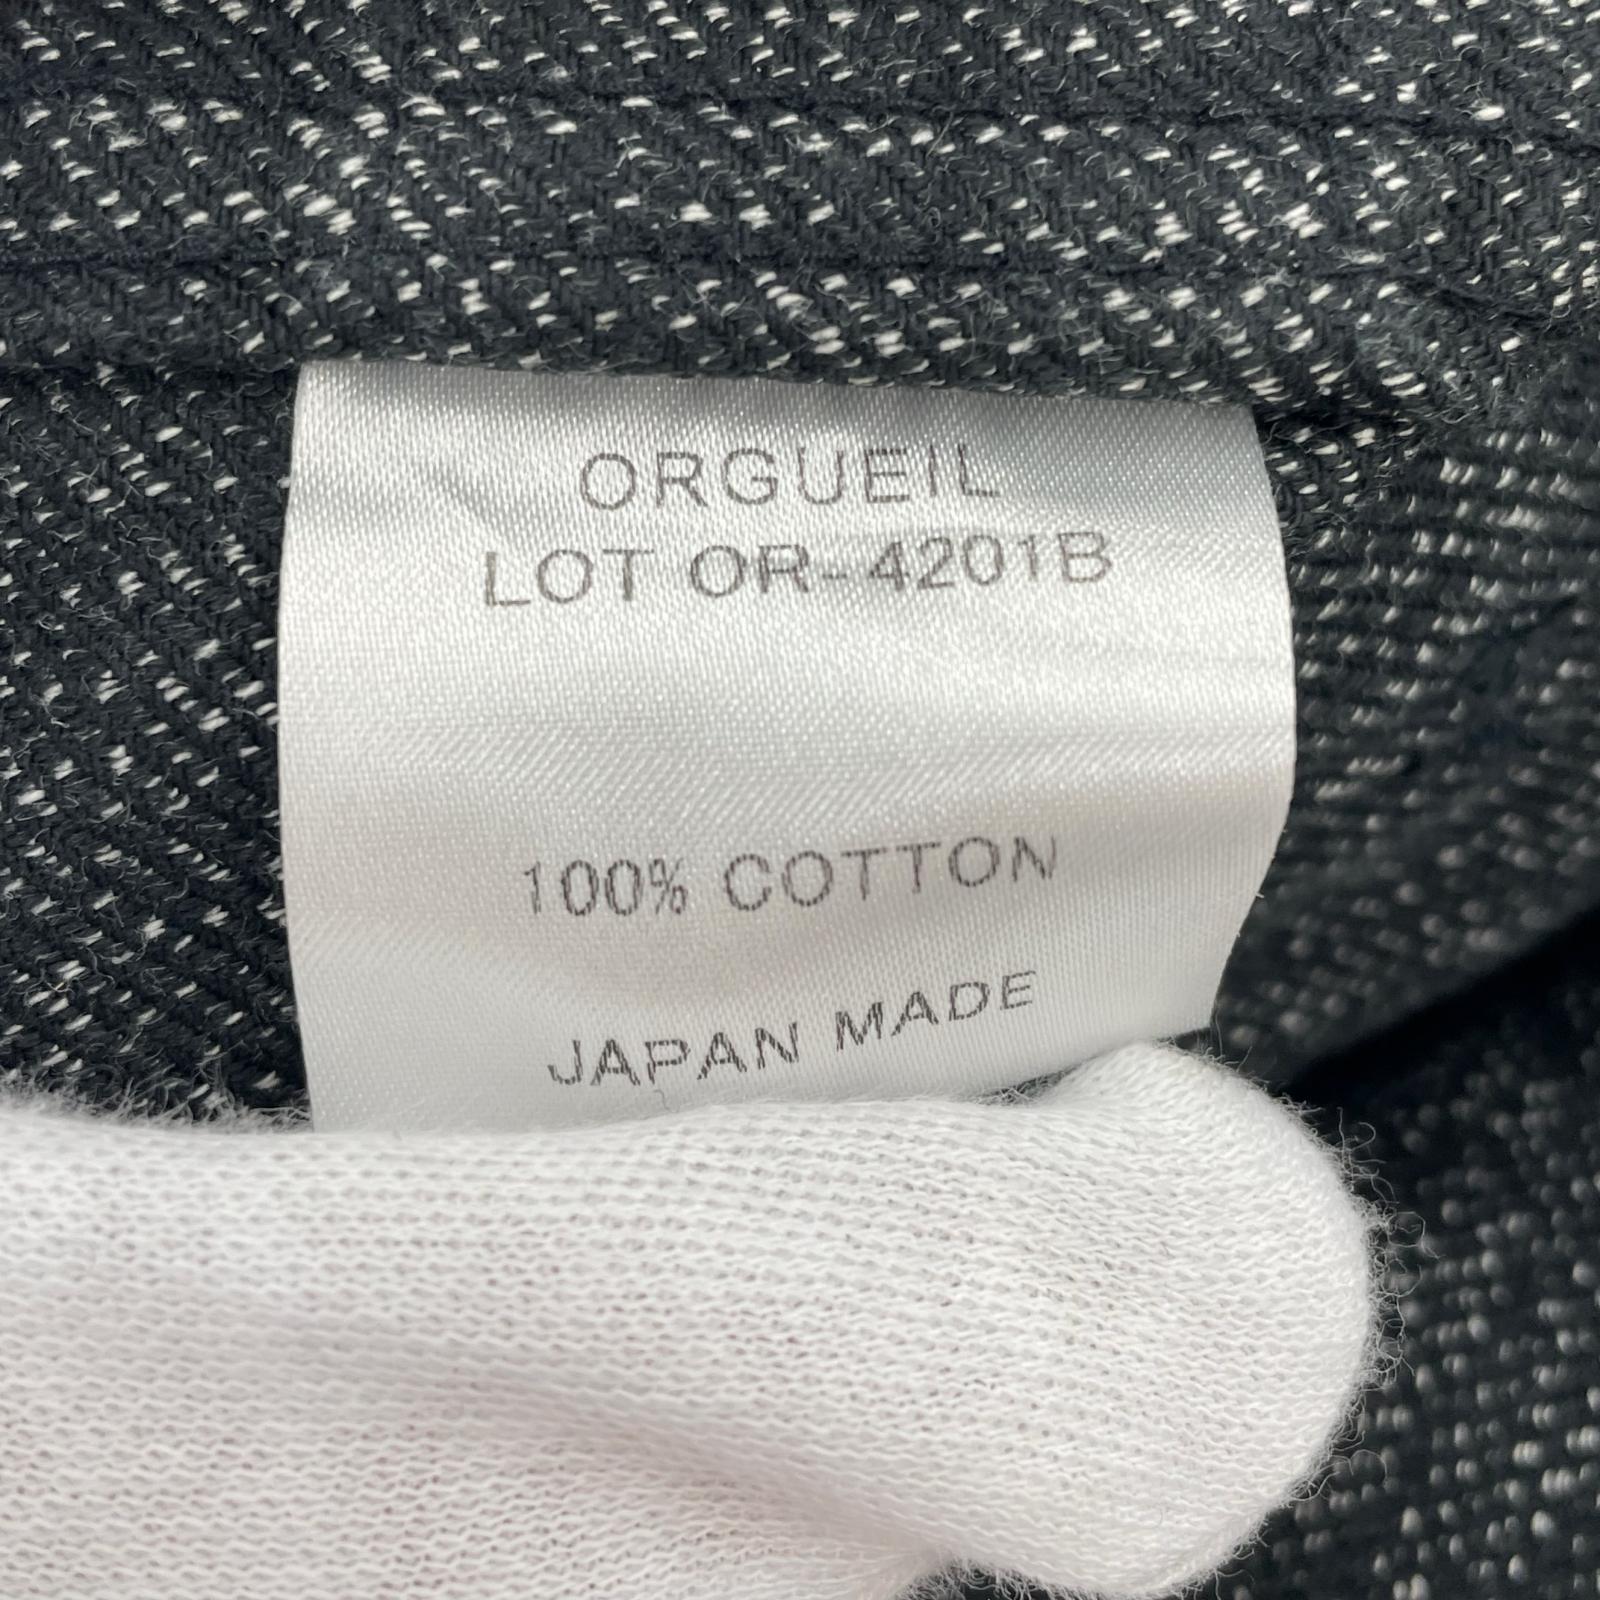 ORGUEIL
LOT OR-4201B
100% COTTON
JAPAN MADE